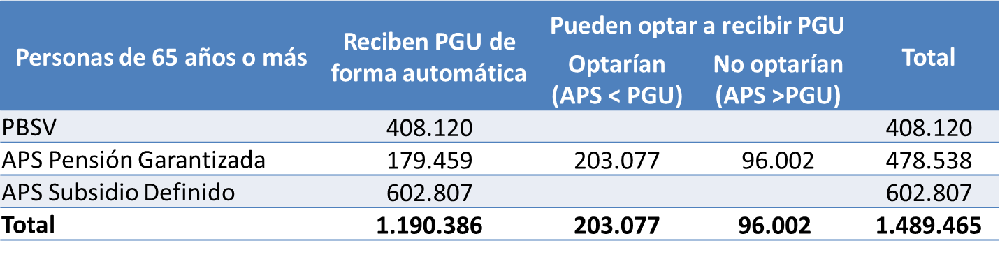 Personas de 65 años o más
Reciben PGU de
forma automática
Pueden optar a recibir PGU
Optarían
(APS < PGU)
No optarían
(APS >PGU)
Total
PBSV 408.120 408.120
APS Pensión Garantizada 179.459 203.077 96.002 478.538
APS Subsidio Definido 602.807 602.807
Total 1.190.386 203.077 96.002 1.489.465